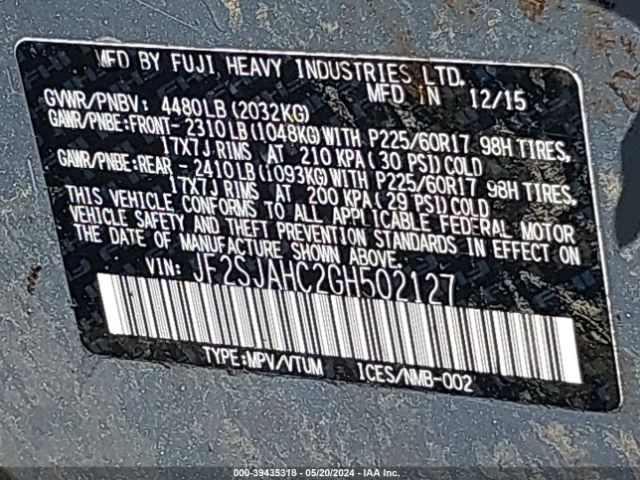 MFD BY FUJI HEAVY INDUSTRIES LTD.
MFD IN 12/15
GVWR/PNBV: 4480LB (2032KG)
GAWR/PNBE:FRONT- 2310LB(1048KG)WITH P225/60R17 98H TIRES,
17X7J RIMS AT 210 KPA(30 PSI)COLD
GAWR/PNBE:REAR - 2410LB(1093KG)WITH P225/60R17 98H TIRES,
17X7J RIMS AT 200 KPA(29 PSI)COLD
THIS VEHICLE CONFORMS TO ALL APPLICABLE FEDERAL MOTOR
VEHICLE SAFETY AND THEFT PREVENTION STANDARDS IN EFFECT ON
THE DATE OF MANUFACTURE SHOWN ABOVE.
VIN: JF2SJAHC2GH502127
TYPE:MPV/VTUM ICES/NMB-002
000-39435318 - 05/20/2024 - IAA Inc.